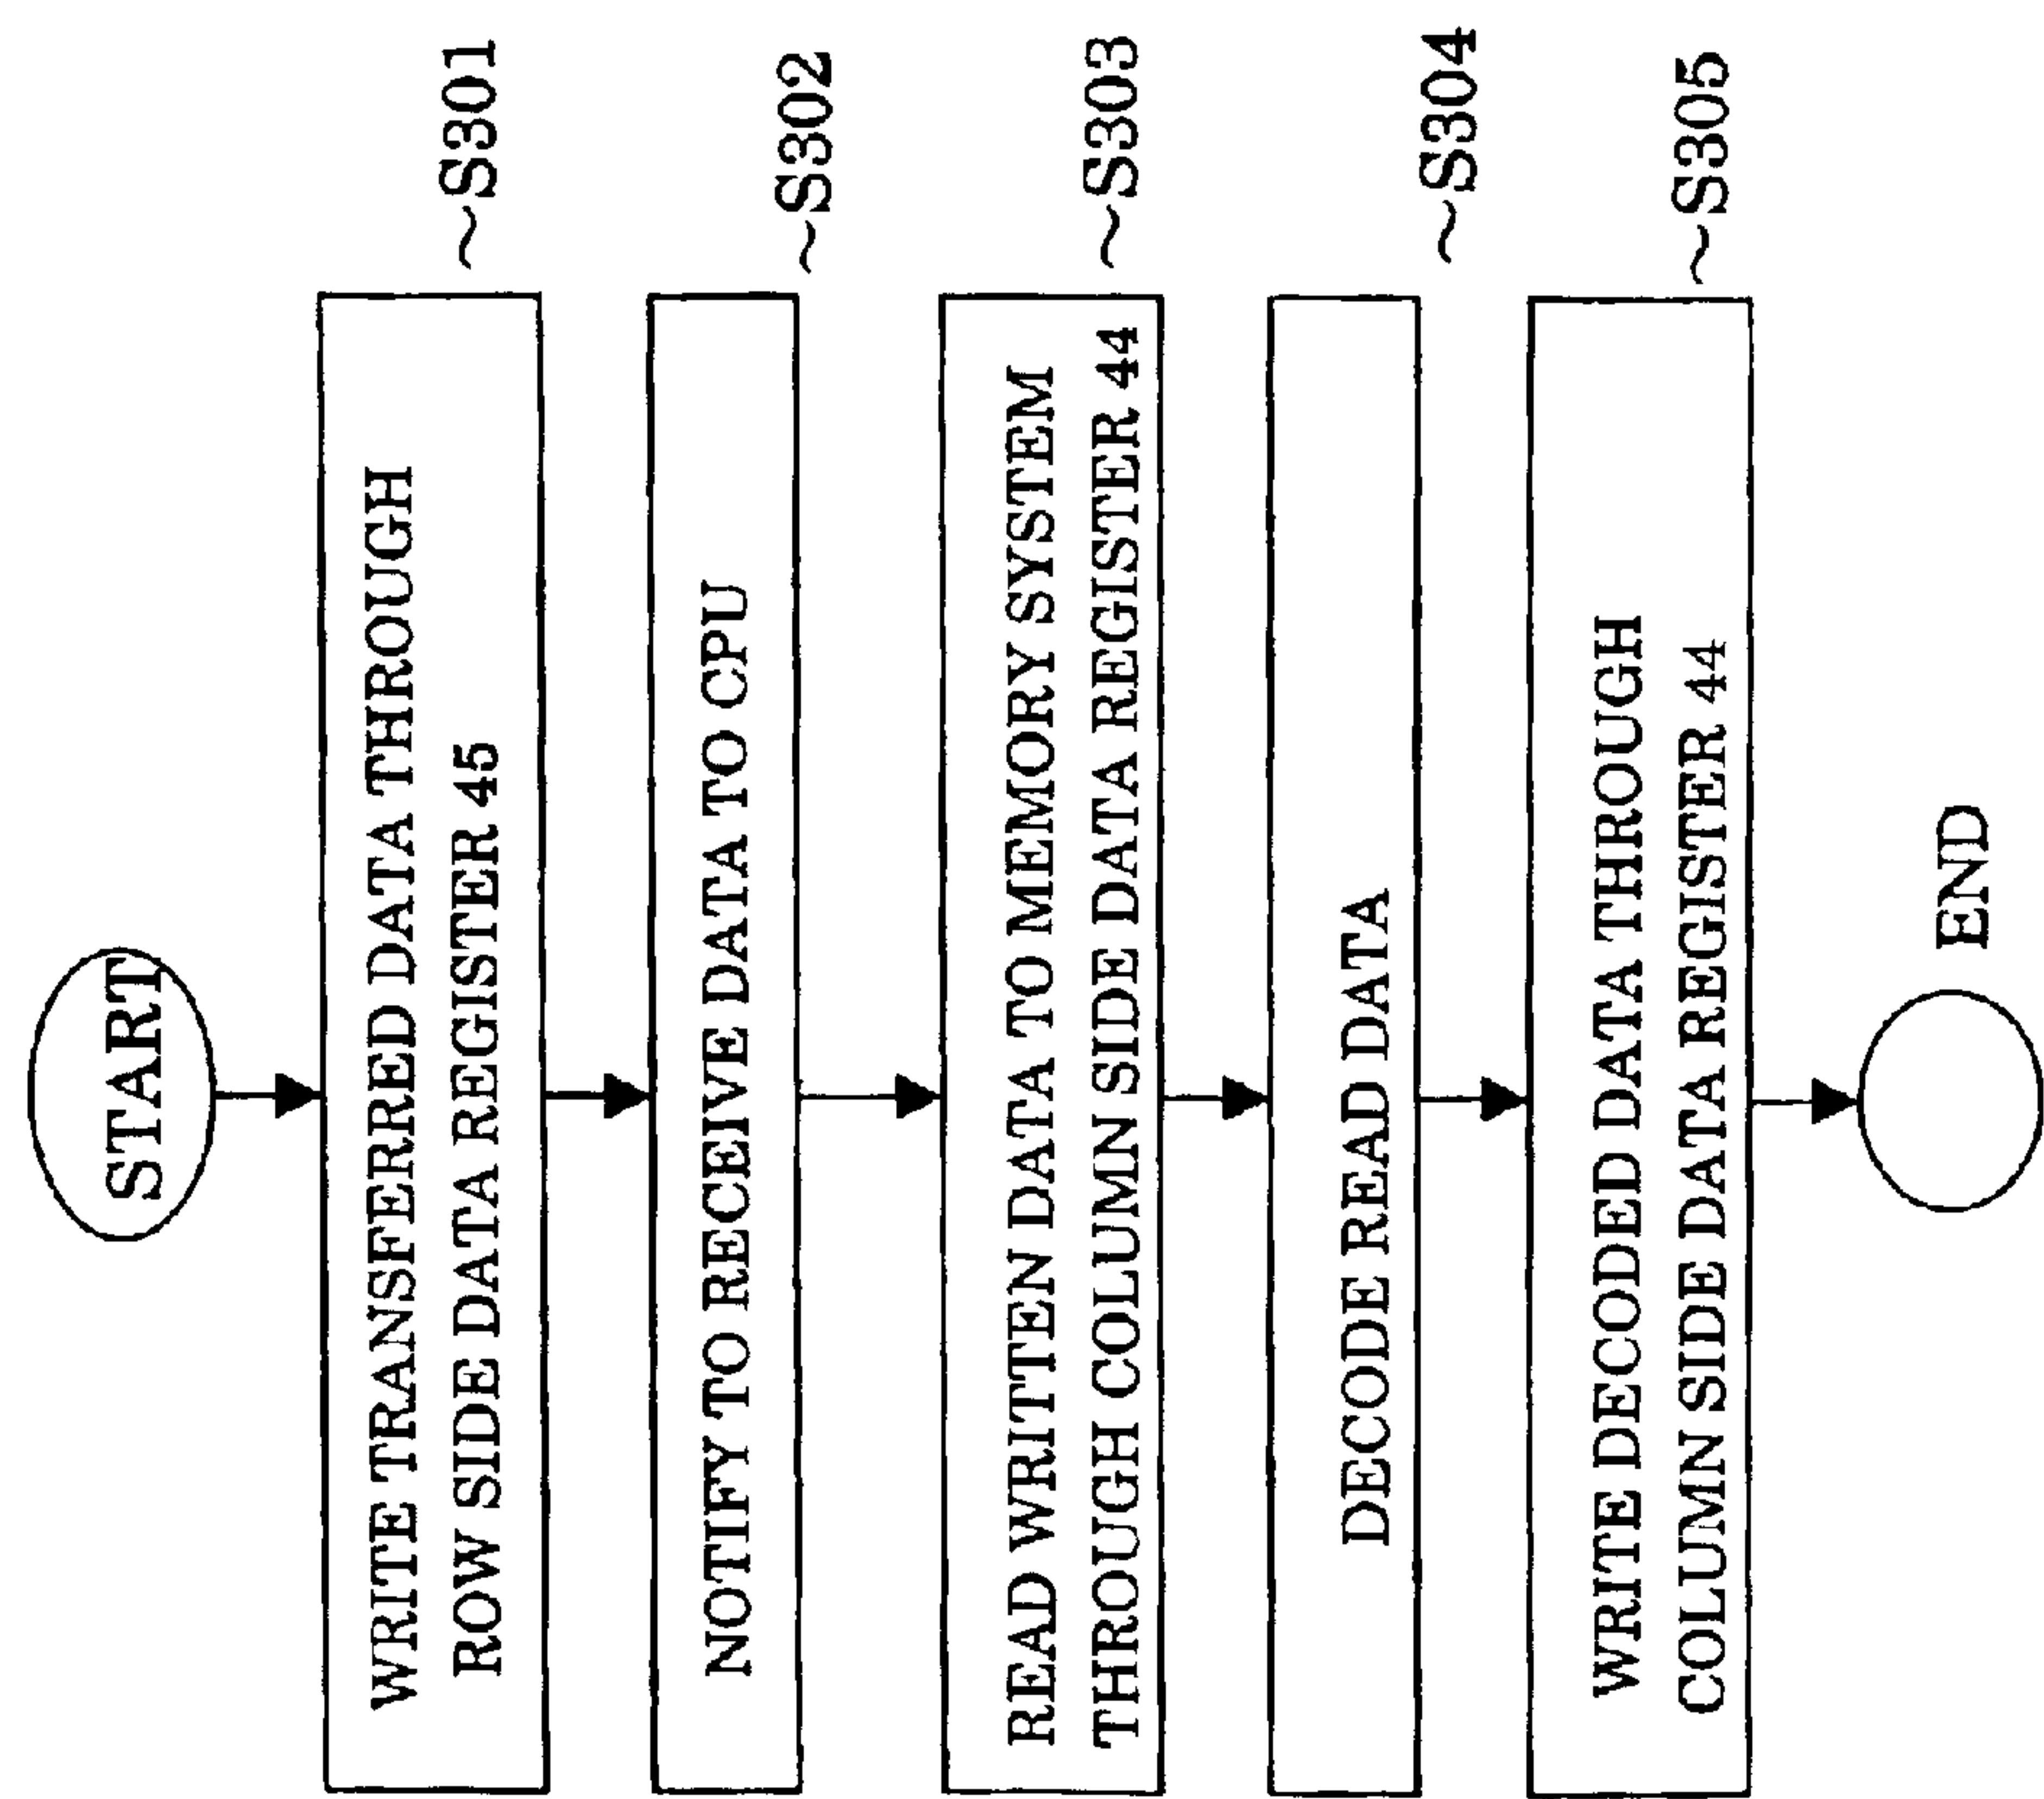 START
WRITE TRANSFERRED DATA THROUGH
ROW SIDE DATA REGISTER 45
~S301
NOTIFY TO RECEIVE DATA TO CPU
~S302
READ WRITTEN DATA TO MEMORY SYSTEM
THROUGH COLUMN SIDE DATA REGISTER 44
~S303
DECODE READ DATA
~S304
WRITE DECODED DATA THROUGH
COLUMN SIDE DATA REGISTER 44
~S305
END